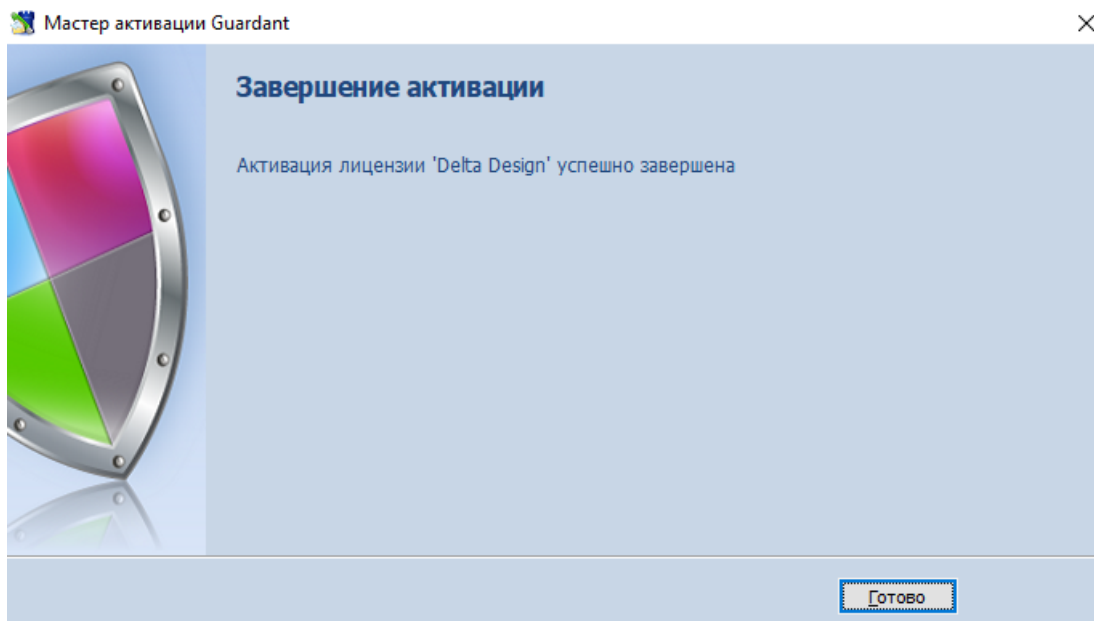 Мастер активации Guardant
Завершение активации
Активация лицензии 'Delta Design' успешно завершена
Готово